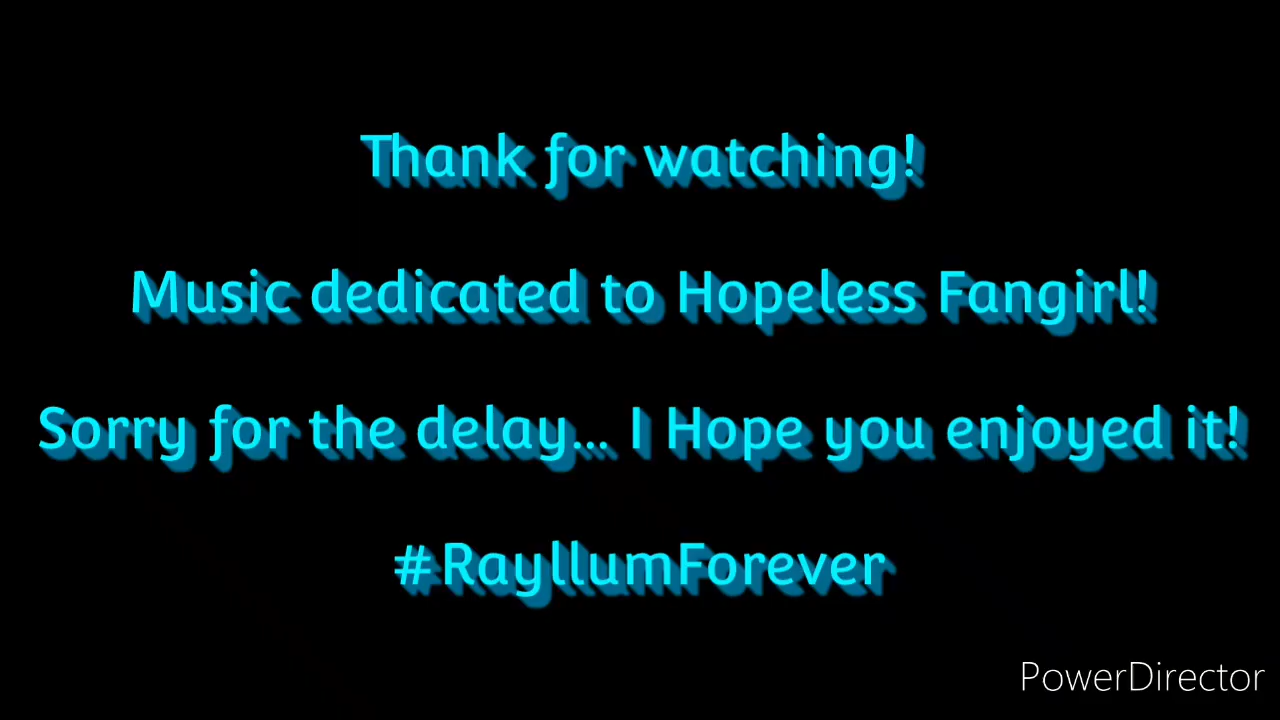 Thank for watching!
Music dedicated to Hopeless Fangirl!
Sorry for the delay... I Hope you enjoyed it!
#RayllumForever
PowerDirector